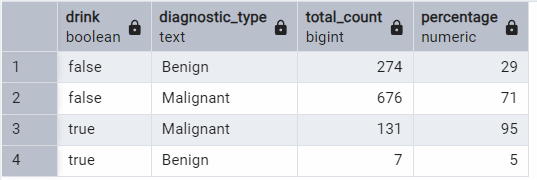 drink diagnostic_type total_count percentage
boolean text bigint numeric
1 false Benign 274 29
2 false Malignant 676 71
3 true Malignant 131 95
4 true Benign 7 5